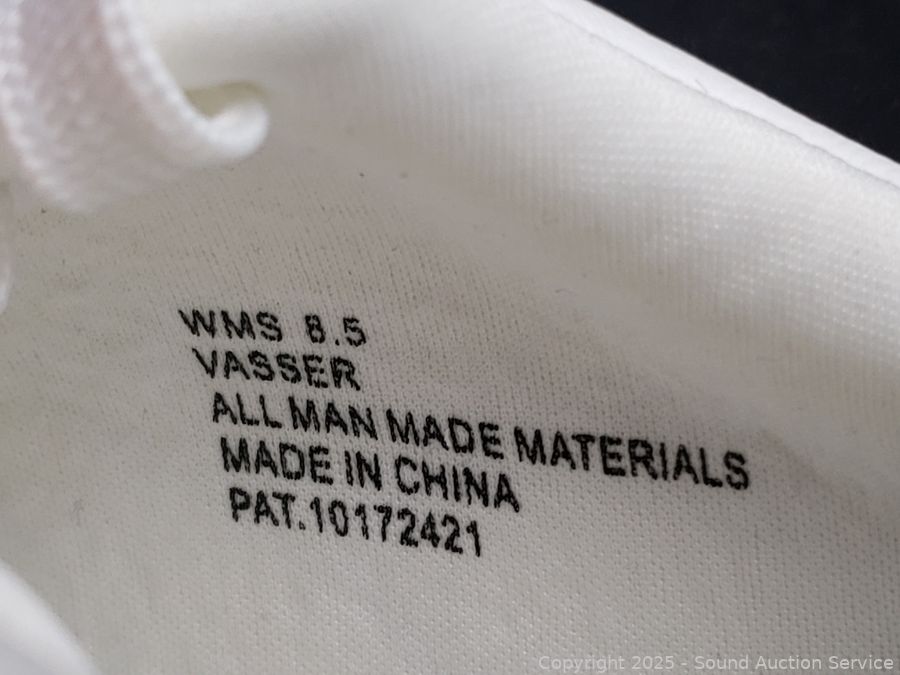 WMS 8.5
VASSER
ALL MAN MADE MATERIALS
MADE IN CHINA
PAT.10172421
Copyright 2025 - Sound Auction Service